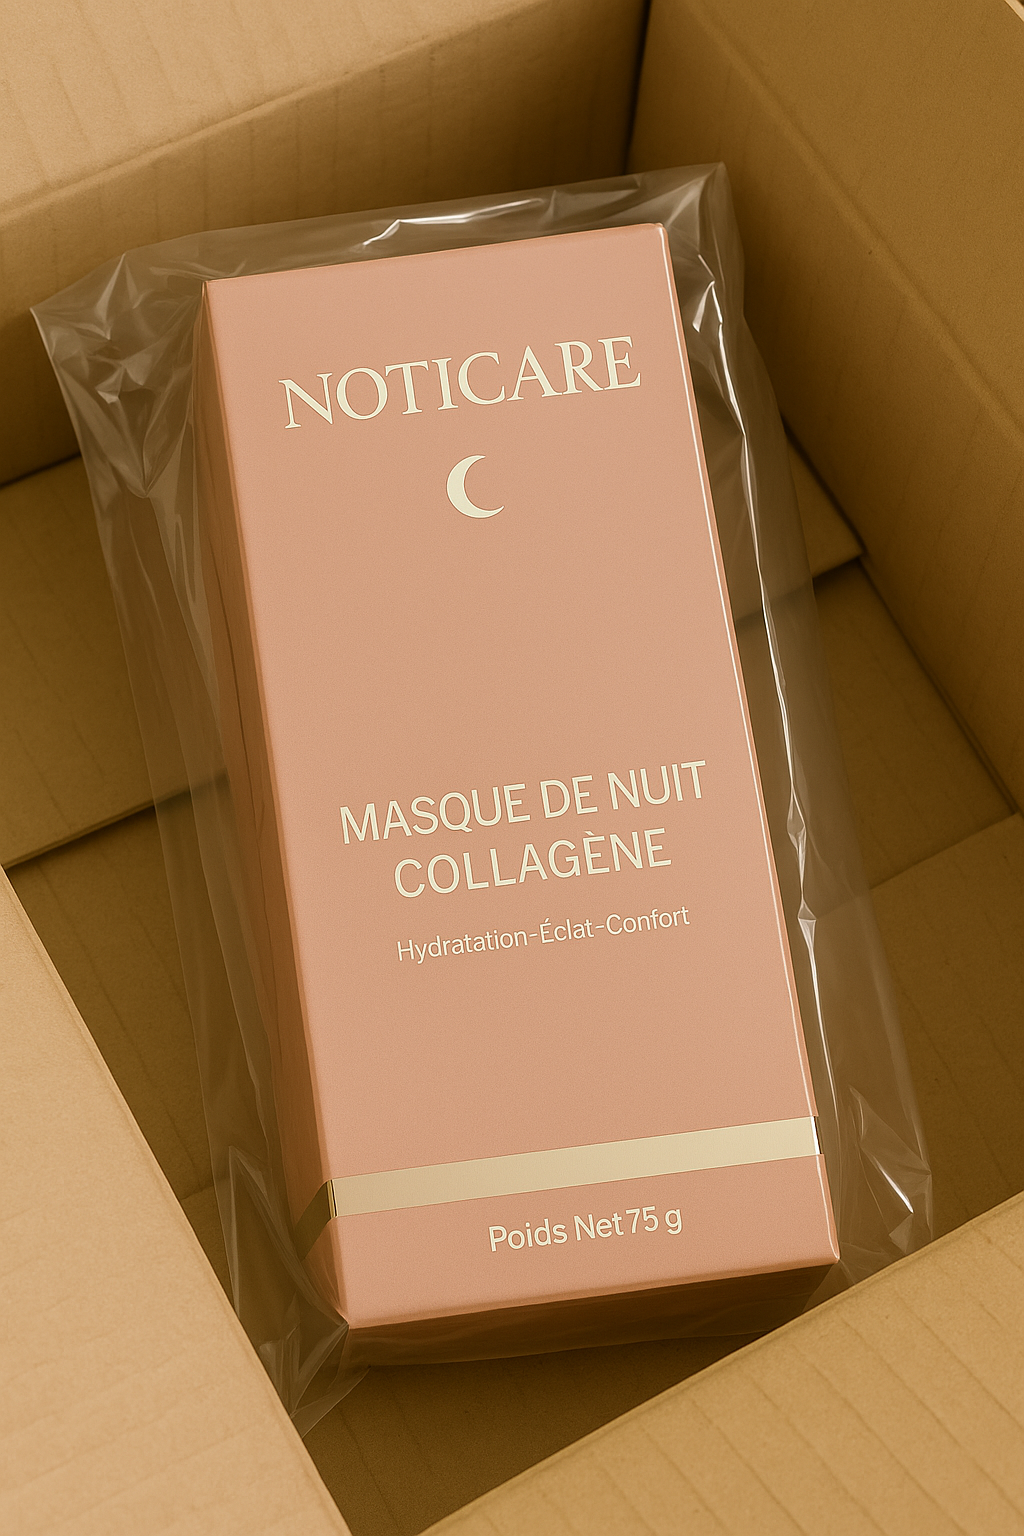 NOTICARE
MASQUE DE NUIT
COLLAGÈNE
Hydratation-Éclat-Confort
Poids Net 75 g